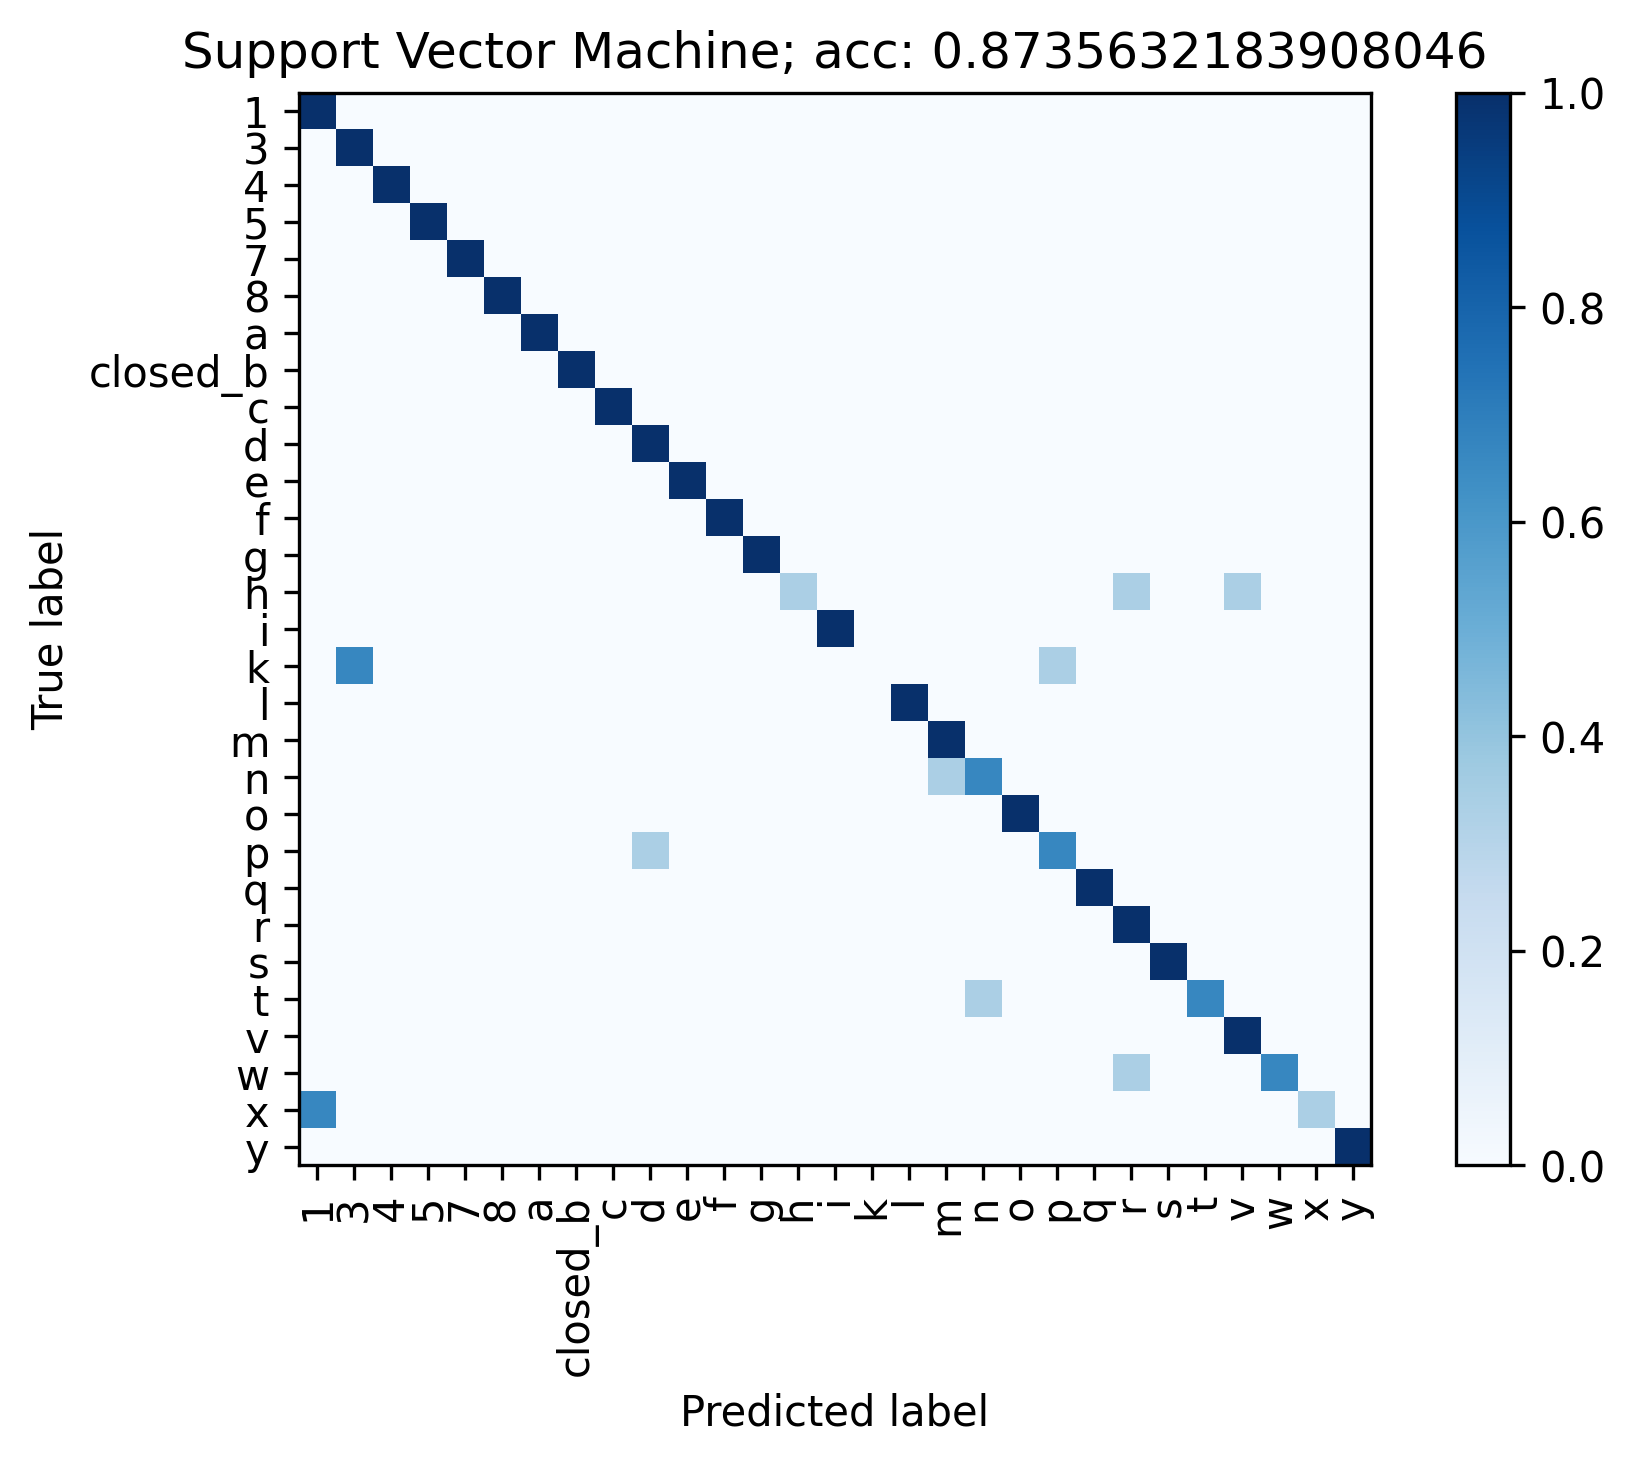 Support Vector Machine; acc: 0.8735632183908046
True label
1
3
4
5
7
8
a
closed_b
c
d
e
f
g
h
i
k
l
m
n
o
p
q
r
s
t
v
w
x
y
1 3 4 5 7 8 a closed_b c d e f g h i k l m n o p q r s t v w x y
Predicted label
1.0
0.8
0.6
0.4
0.2
0.0